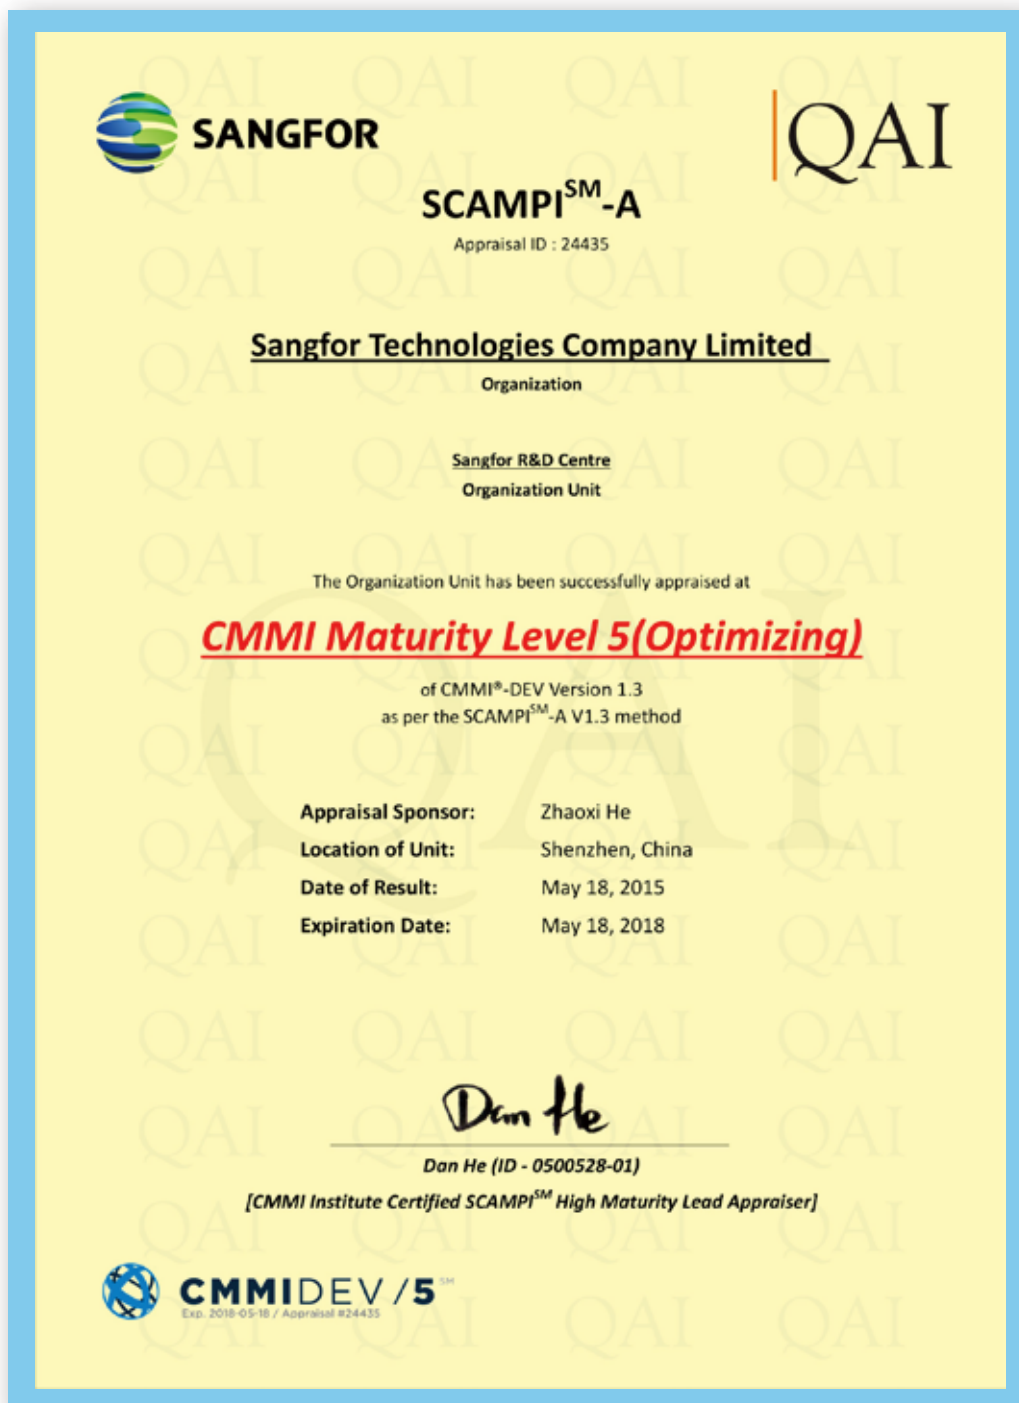 SANGFOR
QAI
SCAMPISM-A
Appraisal ID : 24435
Sangfor Technologies Company Limited
Organization
Sangfor R&D Centre
Organization Unit
The Organization Unit has been successfully appraised at
CMMI Maturity Level 5(Optimizing)
of CMMI®-DEV Version 1.3
as per the SCAMPISM-A V1.3 method
Appraisal Sponsor: Zhaoxi He
Location of Unit: Shenzhen, China
Date of Result: May 18, 2015
Expiration Date: May 18, 2018
Dan He
Dan He (ID - 0500528-01)
[CMMI Institute Certified SCAMPISM High Maturity Lead Appraiser]
CMMIDEV/5SM
Exp. 2018-05-18 / Appraisal #24435